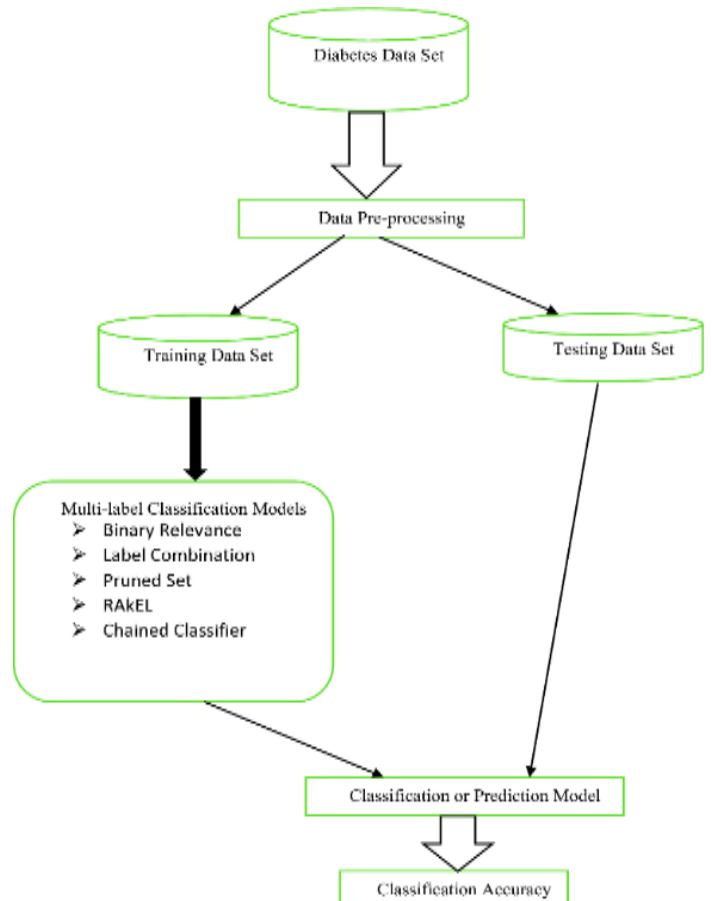 Diabetes Data Set
Data Pre-processing
Training Data Set
Testing Data Set
Multi-label Classification Models
➢ Binary Relevance
➢ Label Combination
➢ Pruned Set
➢ RAkEL
➢ Chained Classifier
Classification or Prediction Model
Classification Accuracy